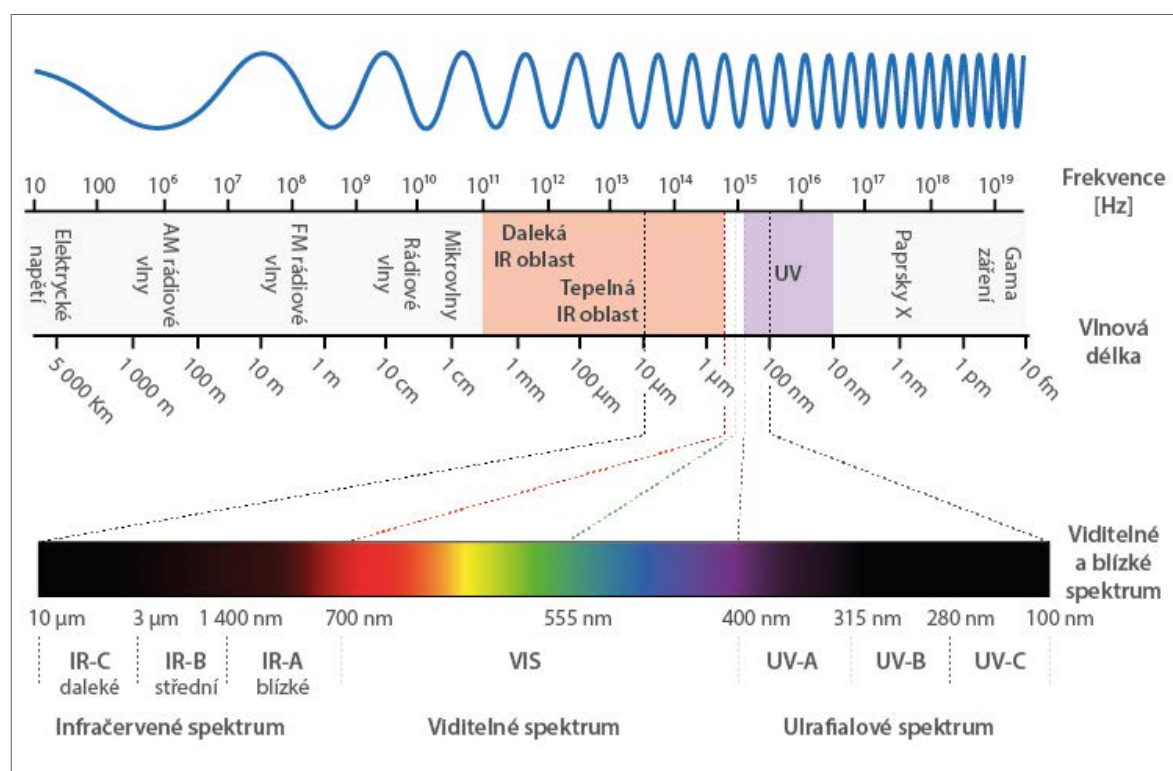 10 100 10⁶ 10⁷ 10⁸ 10⁹ 10¹⁰ 10¹¹ 10¹² 10¹³ 10¹⁴ 10¹⁵ 10¹⁶ 10¹⁷ 10¹⁸ 10¹⁹
Frekvence
[Hz]
Elektrycké
napětí
AM rádiové
vlny
FM rádiové
vlny
Rádiové
vlny
Mikrovlny
Daleká
IR oblast
Tepelná
IR oblast
UV
Paprsky X
Gama
záření
Vlnová
délka
5 000 Km 1 000 m 100 m 10 m 1 m 10 cm 1 cm 1 mm 100 µm 10 µm 1 µm 100 nm 10 nm 1 nm 1 pm 10 fm
Viditelné
a blízké
spektrum
10 µm 3 µm 1 400 nm 700 nm 555 nm 400 nm 315 nm 280 nm 100 nm
IR-C IR-B IR-A VIS UV-A UV-B UV-C
daleké střední blízké
Infračervené spektrum Viditelné spektrum Ulrafialové spektrum